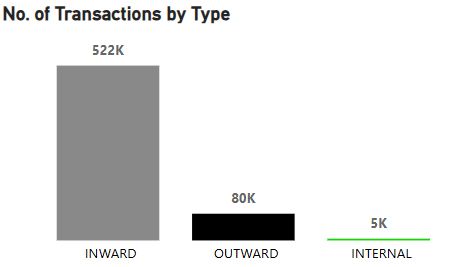 No. of Transactions by Type
522K
80K
5K
INWARD OUTWARD INTERNAL